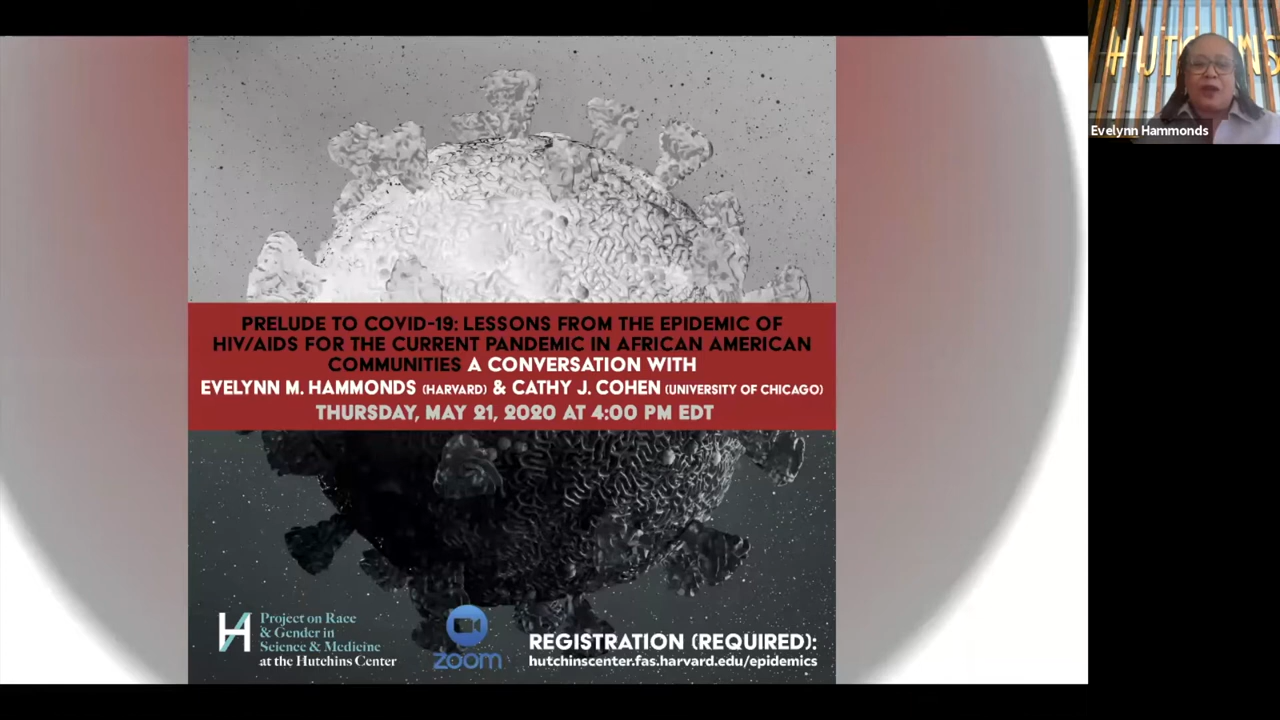 PRELUDE TO COVID-19: LESSONS FROM THE EPIDEMIC OF
HIV/AIDS FOR THE CURRENT PANDEMIC IN AFRICAN AMERICAN
COMMUNITIES A CONVERSATION WITH
EVELYNN M. HAMMONDS (HARVARD) & CATHY J. COHEN (UNIVERSITY OF CHICAGO)
THURSDAY, MAY 21, 2020 AT 4:00 PM EDT
H
Project on Race
& Gender in
Science & Medicine
at the Hutchins Center
zoom
REGISTRATION (REQUIRED):
hutchinscenter.fas.harvard.edu/epidemics
HUTCHINS
Evelynn Hammonds